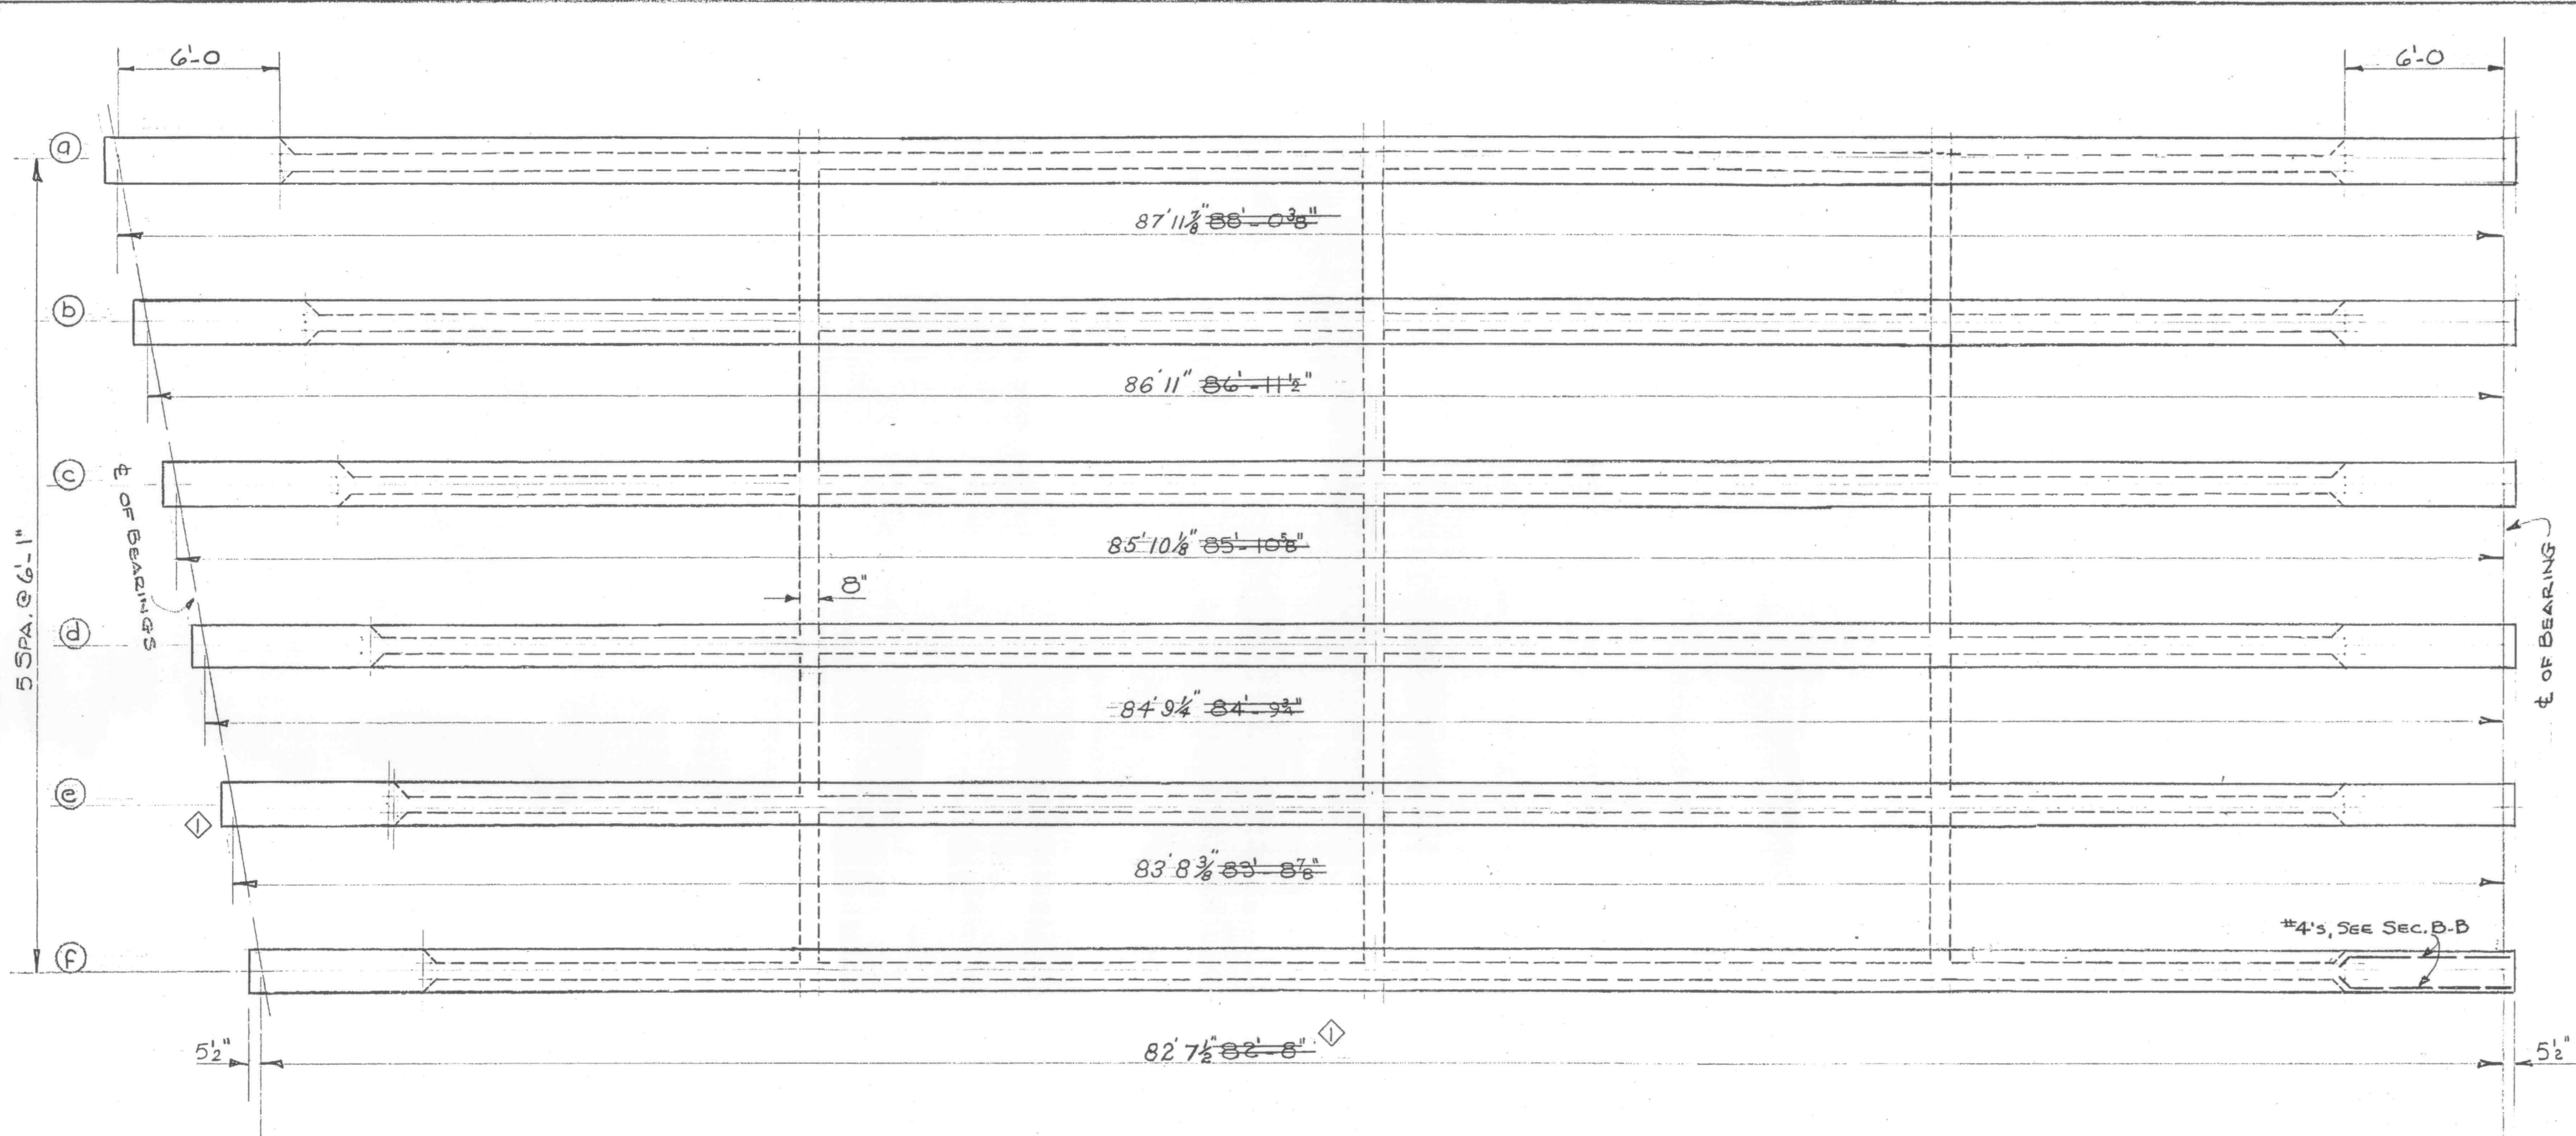 6'-0
6'-0
a
87'11⅞" 88'-0⅜"
b
86'11" 86'-11½"
c
85'10⅛" 85'-10⅝"
8"
d
84'9¼" 84'-9¾"
e
1
83'8⅜" 83'-8⅞"
f
#4's, SEE SEC. B-B
5½"
82'7½" 82'-8"
1
5½"
5 SPA. @ 6'-1"
℄ OF BEARINGS
℄ OF BEARING